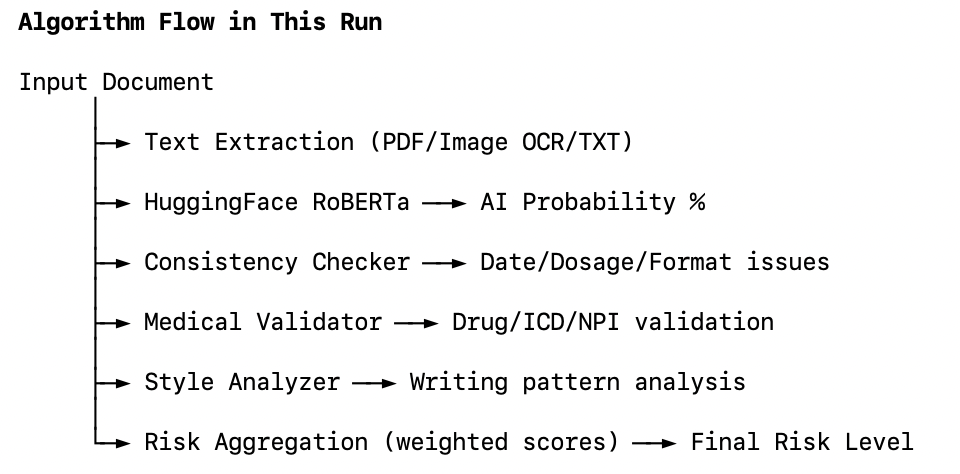 Algorithm Flow in This Run
Input Document
Text Extraction (PDF/Image OCR/TXT)
HuggingFace RoBERTa → AI Probability %
Consistency Checker → Date/Dosage/Format issues
Medical Validator → Drug/ICD/NPI validation
Style Analyzer → Writing pattern analysis
Risk Aggregation (weighted scores) → Final Risk Level